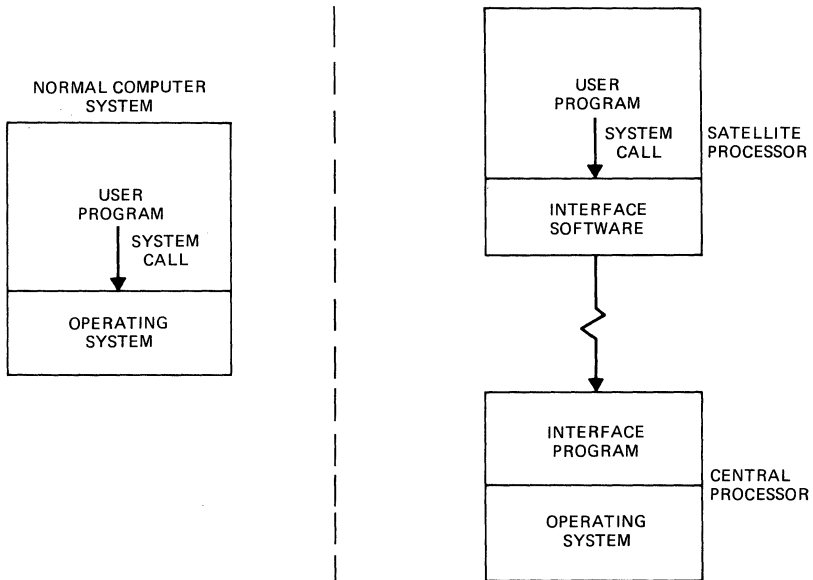 NORMAL COMPUTER
SYSTEM
USER
PROGRAM
SYSTEM
CALL
OPERATING
SYSTEM
USER
PROGRAM
SYSTEM
CALL
SATELLITE
PROCESSOR
INTERFACE
SOFTWARE
INTERFACE
PROGRAM
CENTRAL
PROCESSOR
OPERATING
SYSTEM